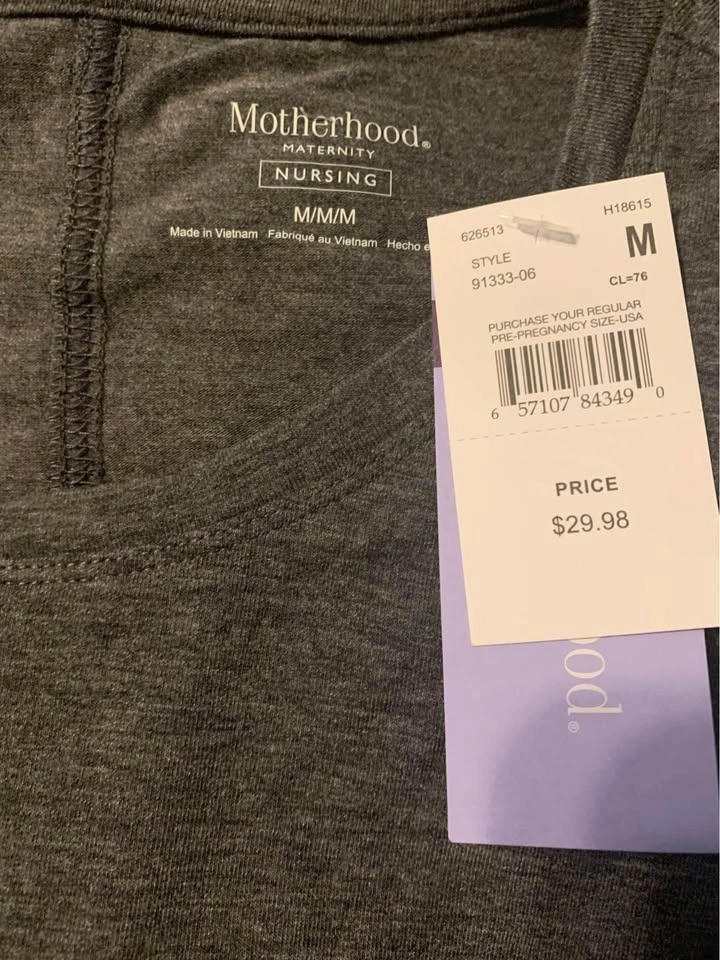 Motherhood®
MATERNITY
NURSING
M/M/M
Made in Vietnam Fabriqué au Vietnam Hecho e
626513
H18615
STYLE
M
91333-06
CL=76
PURCHASE YOUR REGULAR
PRE-PREGNANCY SIZE-USA
6 57107 84349 0
PRICE
$29.98
ood®